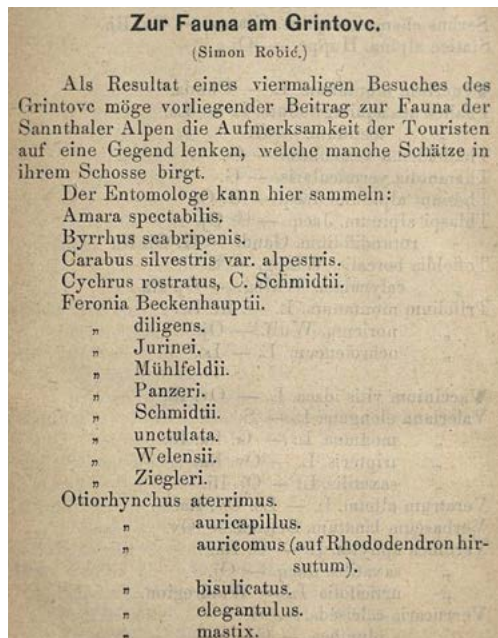 Zur Fauna am Grintovc.
(Simon Robić.)
Als Resultat eines viermaligen Besuches des
Grintovc möge vorliegender Beitrag zur Fauna der
Sannthaler Alpen die Aufmerksamkeit der Touristen
auf eine Gegend lenken, welche manche Schätze in
ihrem Schosse birgt.
Der Entomologe kann hier sammeln:
Amara spectabilis.
Byrrhus scabripenis.
Carabus silvestris var. alpestris.
Cychrus rostratus, C. Schmidtii.
Feronia Beckenhauptii.
„ diligens.
„ Jurinei.
„ Mühlfeldii.
„ Panzeri.
„ Schmidtii.
„ unctulata.
„ Welensii.
„ Ziegleri.
Otiorhynchus aterrimus.
„ auricapillus.
„ auricomus (auf Rhododendron hir-
sutum).
„ bisulicatus.
„ elegantulus.
„ mastix.